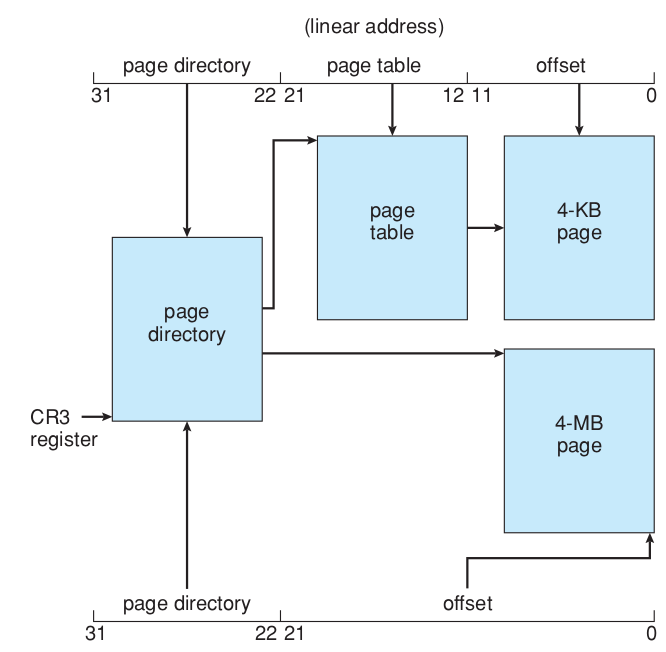 (linear address)
page directory page table offset
31 22 21 12 11 0
page
table
4-KB
page
page
directory
CR3
register
4-MB
page
page directory offset
31 22 21 0